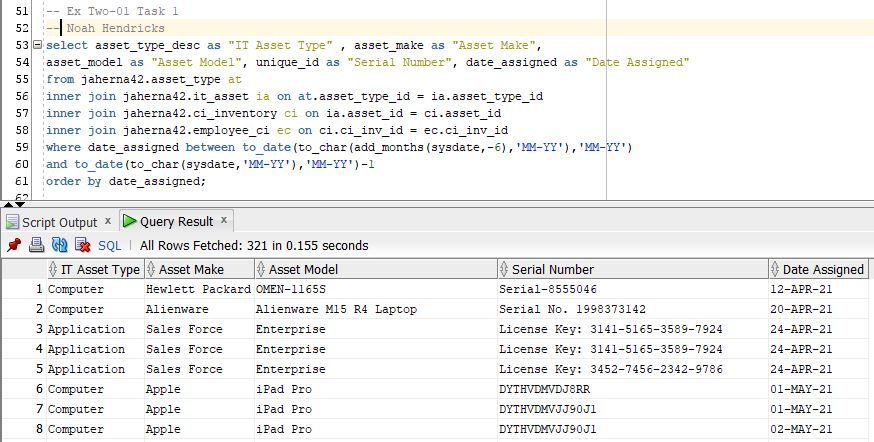 51 -- Ex Two-01 Task 1
52 -- Noah Hendricks
53 select asset_type_desc as "IT Asset Type" , asset_make as "Asset Make",
54 asset_model as "Asset Model", unique_id as "Serial Number", date_assigned as "Date Assigned"
55 from jaherna42.asset_type at
56 inner join jaherna42.it_asset ia on at.asset_type_id = ia.asset_type_id
57 inner join jaherna42.ci_inventory ci on ia.asset_id = ci.asset_id
58 inner join jaherna42.employee_ci ec on ci.ci_inv_id = ec.ci_inv_id
59 where date_assigned between to_date(to_char(add_months(sysdate,-6),'MM-YY'),'MM-YY')
60 and to_date(to_char(sysdate,'MM-YY'),'MM-YY')-1
61 order by date_assigned;
62
Script Output x Query Result x
SQL | All Rows Fetched: 321 in 0.155 seconds
IT Asset Type Asset Make Asset Model Serial Number Date Assigned
1 Computer Hewlett Packard OMEN-1165S Serial-8555046 12-APR-21
2 Computer Alienware Alienware M15 R4 Laptop Serial No. 1998373142 20-APR-21
3 Application Sales Force Enterprise License Key: 3141-5165-3589-7924 24-APR-21
4 Application Sales Force Enterprise License Key: 3141-5165-3589-7924 24-APR-21
5 Application Sales Force Enterprise License Key: 3452-7456-2342-9786 24-APR-21
6 Computer Apple iPad Pro DYTHVDMVDJ8RR 01-MAY-21
7 Computer Apple iPad Pro DYTHVDMVJJ90J1 01-MAY-21
8 Computer Apple iPad Pro DYTHVDMVJJ90J1 02-MAY-21